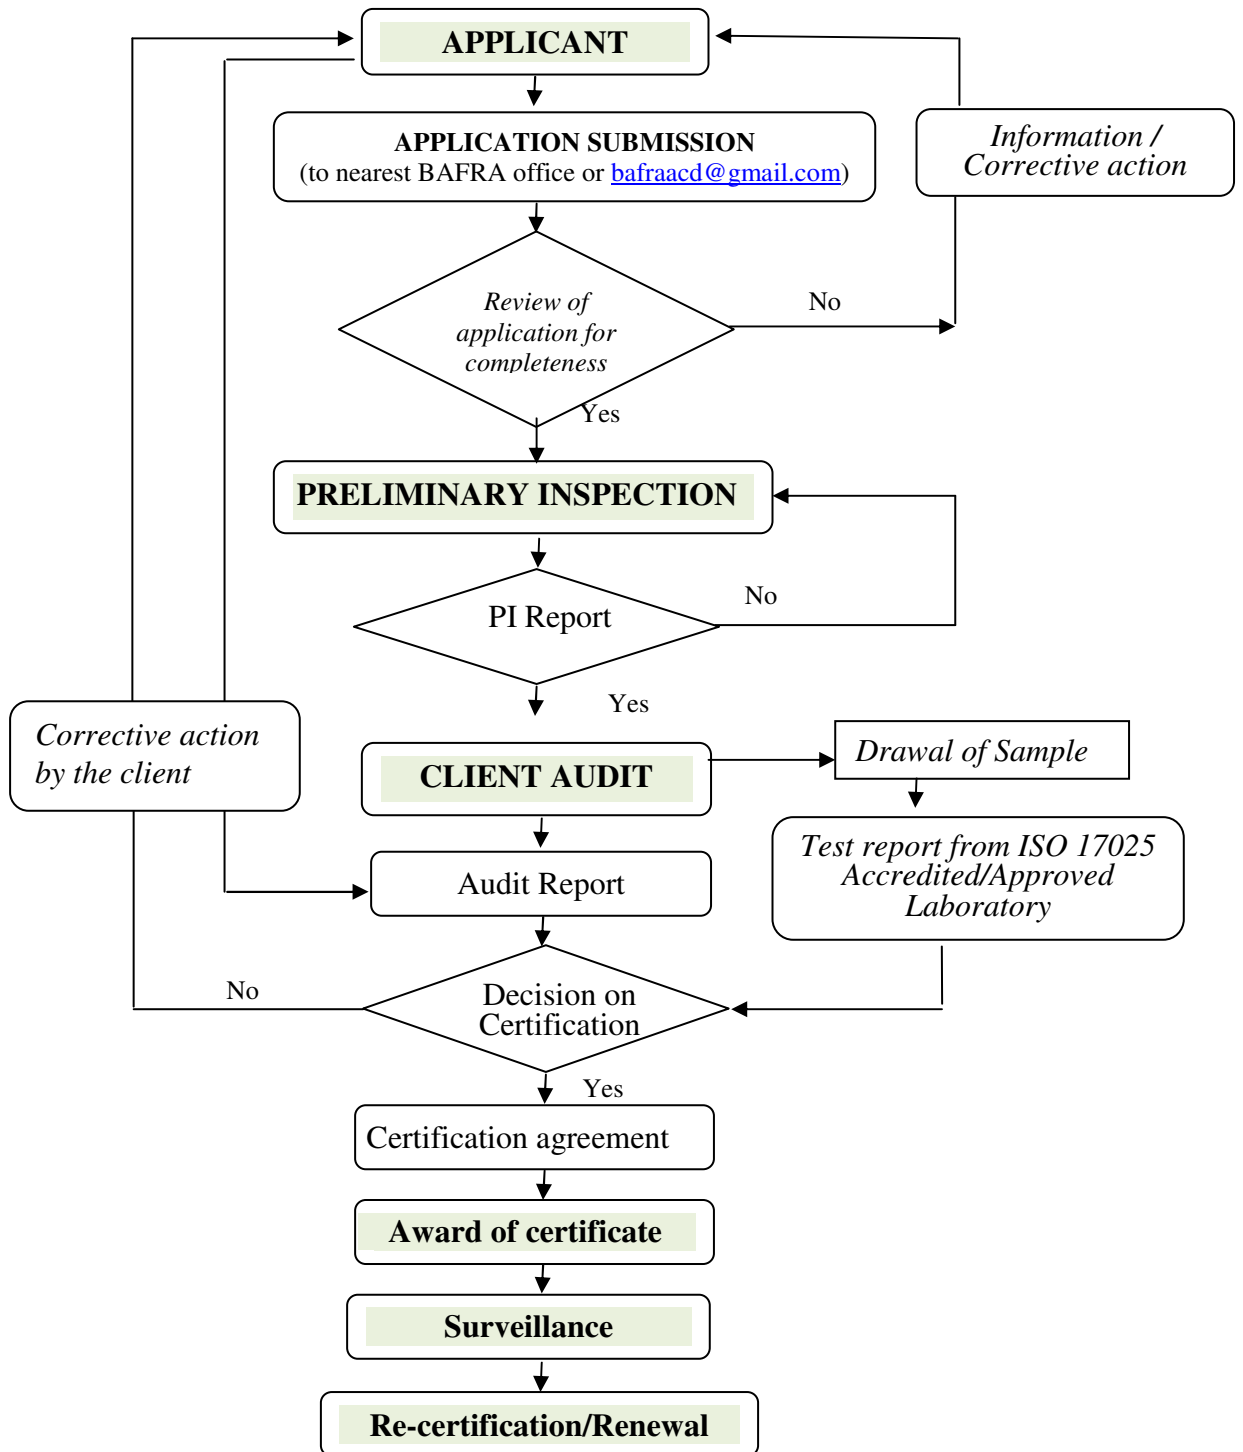 APPLICANT
APPLICATION SUBMISSION
(to nearest BAFRA office or bafraacd@gmail.com)
Information /
Corrective action
Review of
application for
completeness
No
Yes
PRELIMINARY INSPECTION
PI Report
No
Yes
Corrective action
by the client
CLIENT AUDIT
Drawal of Sample
Test report from ISO 17025
Accredited/Approved
Laboratory
Audit Report
No
Decision on
Certification
Yes
Certification agreement
Award of certificate
Surveillance
Re-certification/Renewal